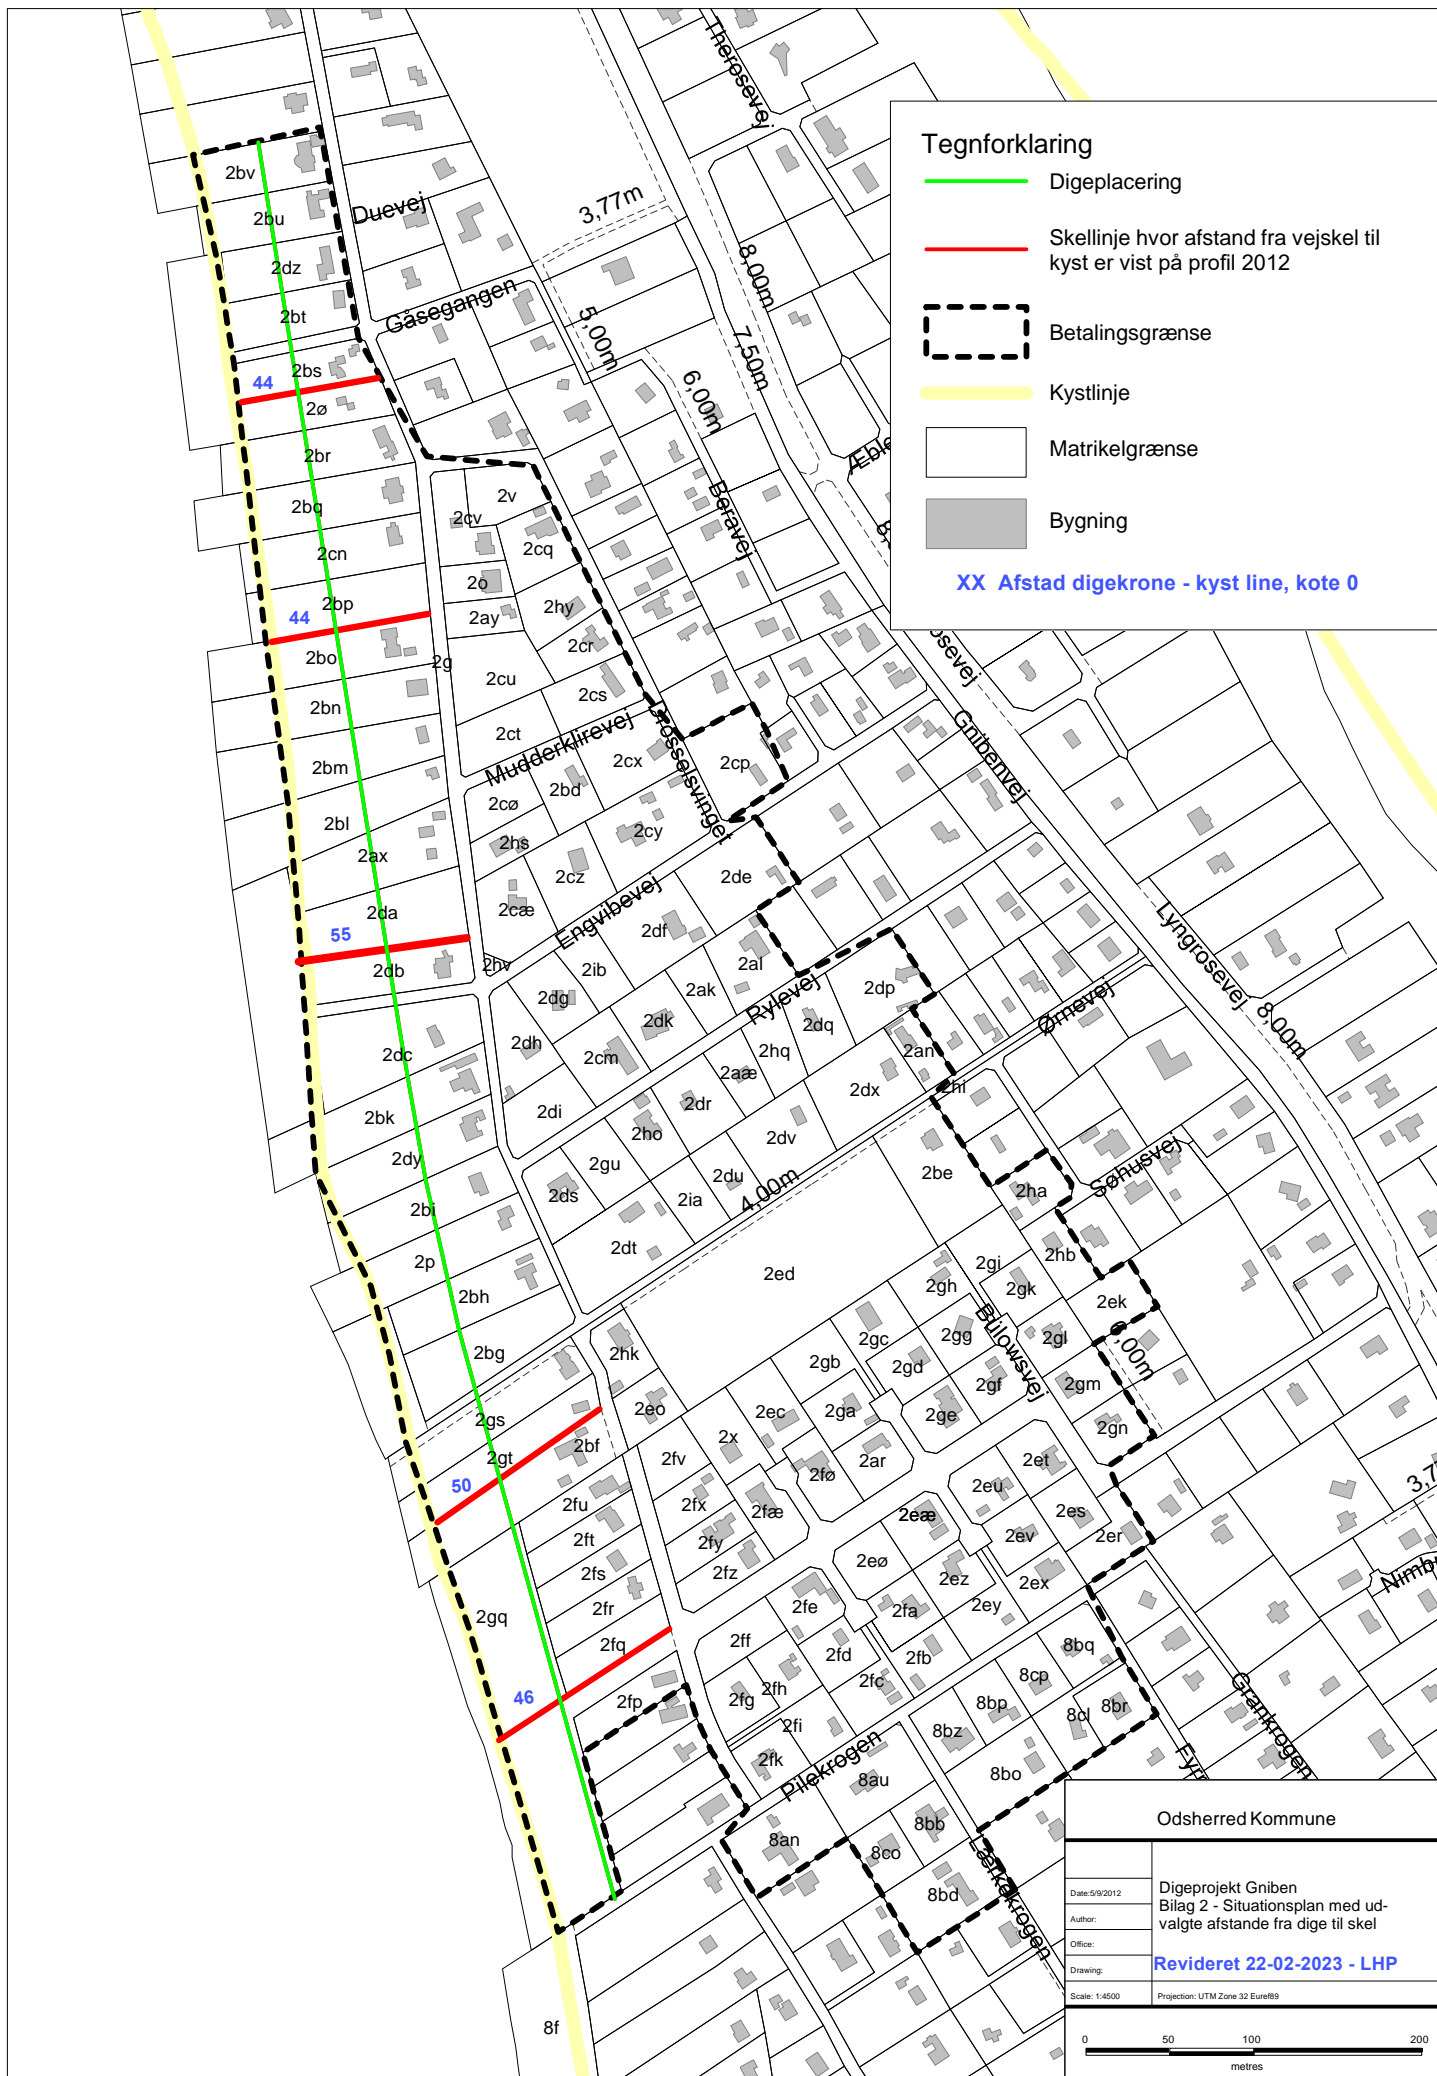 Therosevej
Tegnforklaring
Digeplacering
Skellinje hvor afstand fra vejskel til
kyst er vist på profil 2012
Betalingsgrænse
Kystlinje
Matrikelgrænse
Bygning
XX Afstad digekrone - kyst line, kote 0
2bv
2bu
Duevej
3,77m
2dz
8,00m
2bt
Gåsegangen
5,00m
7,50m
2bs
44
6,00m
2ø
2br
2v
2bq
2cv
Beravej
2cn
2cq
2o
2bp
2hy
44
2ay
2cr
2bo
2g
2cu
2cs
2bn
2ct
Mudderklirevej
Drosselsvinget
Gnibenvej
2bm
2cx
2cp
2bd
2cø
2bl
2hs
2cy
2ax
2cz
2de
2da
2cæ
Engvibevej
55
2df
2db
2hv
2ib
2al
2dp
Lyngrosevej
2dg
2ak
Rylevej
Ørnevej
8,00m
2dk
2dq
2dh
2dc
2cm
2hq
2an
2aæ
2dx
2hi
2di
2dr
2bk
2ho
2dv
2dy
2gu
2be
Søhusvej
2ds
2du
2ha
2bi
2ia
4,00m
2dt
2p
2ed
2gi
2hb
2gh
2gk
2bh
2ek
Bulowsvej
6,00m
2bg
2hk
2gc
2gg
2gl
2gb
2gd
2gs
2eo
2ec
2ga
2ge
2gf
2gm
2gt
2bf
2x
2ar
2gn
50
2fv
2fø
2et
2fu
2fx
2fæ
2eu
2es
2ft
2fy
2eæ
2ev
2er
2fs
2fz
2eø
2ez
2ex
2fr
2gq
2fe
2fa
2ey
2fq
2ff
2fd
2fb
8bq
46
2fp
2fg
2fh
2fc
8cp
8bp
8br
Grankrogen
2fi
8bz
8cl
2fk
Pilekrogen
8au
8bo
8an
8bb
8co
Lærkekrogen
8bd
8f
Odsherred Kommune
Date:5/9/2012
Author:
Office:
Drawing:
Scale: 1:4500
Digeprojekt Gniben
Bilag 2 - Situationsplan med ud-
valgte afstande fra dige til skel
Revideret 22-02-2023 - LHP
Projection: UTM Zone 32 Euref89
0 50 100 200
metres